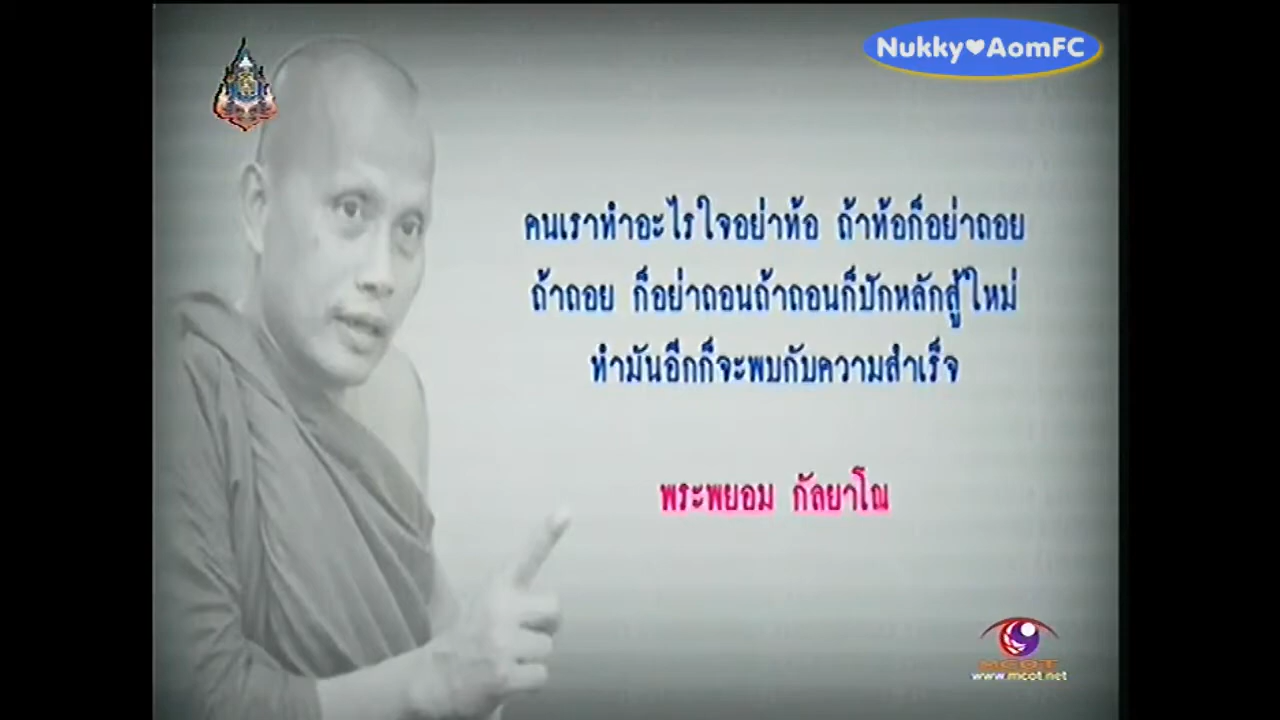 Nukky❤AomFC
คนเราทำอะไรใจอย่าท้อ ถ้าท้อก็อย่าถอย
ถ้าถอย ก็อย่าถอนถ้าถอนก็ปักหลักสู้ใหม่
ทำมันอีกก็จะพบกับความสำเร็จ
พระพยอม กัลยาโณ
MCOT
www.mcot.net